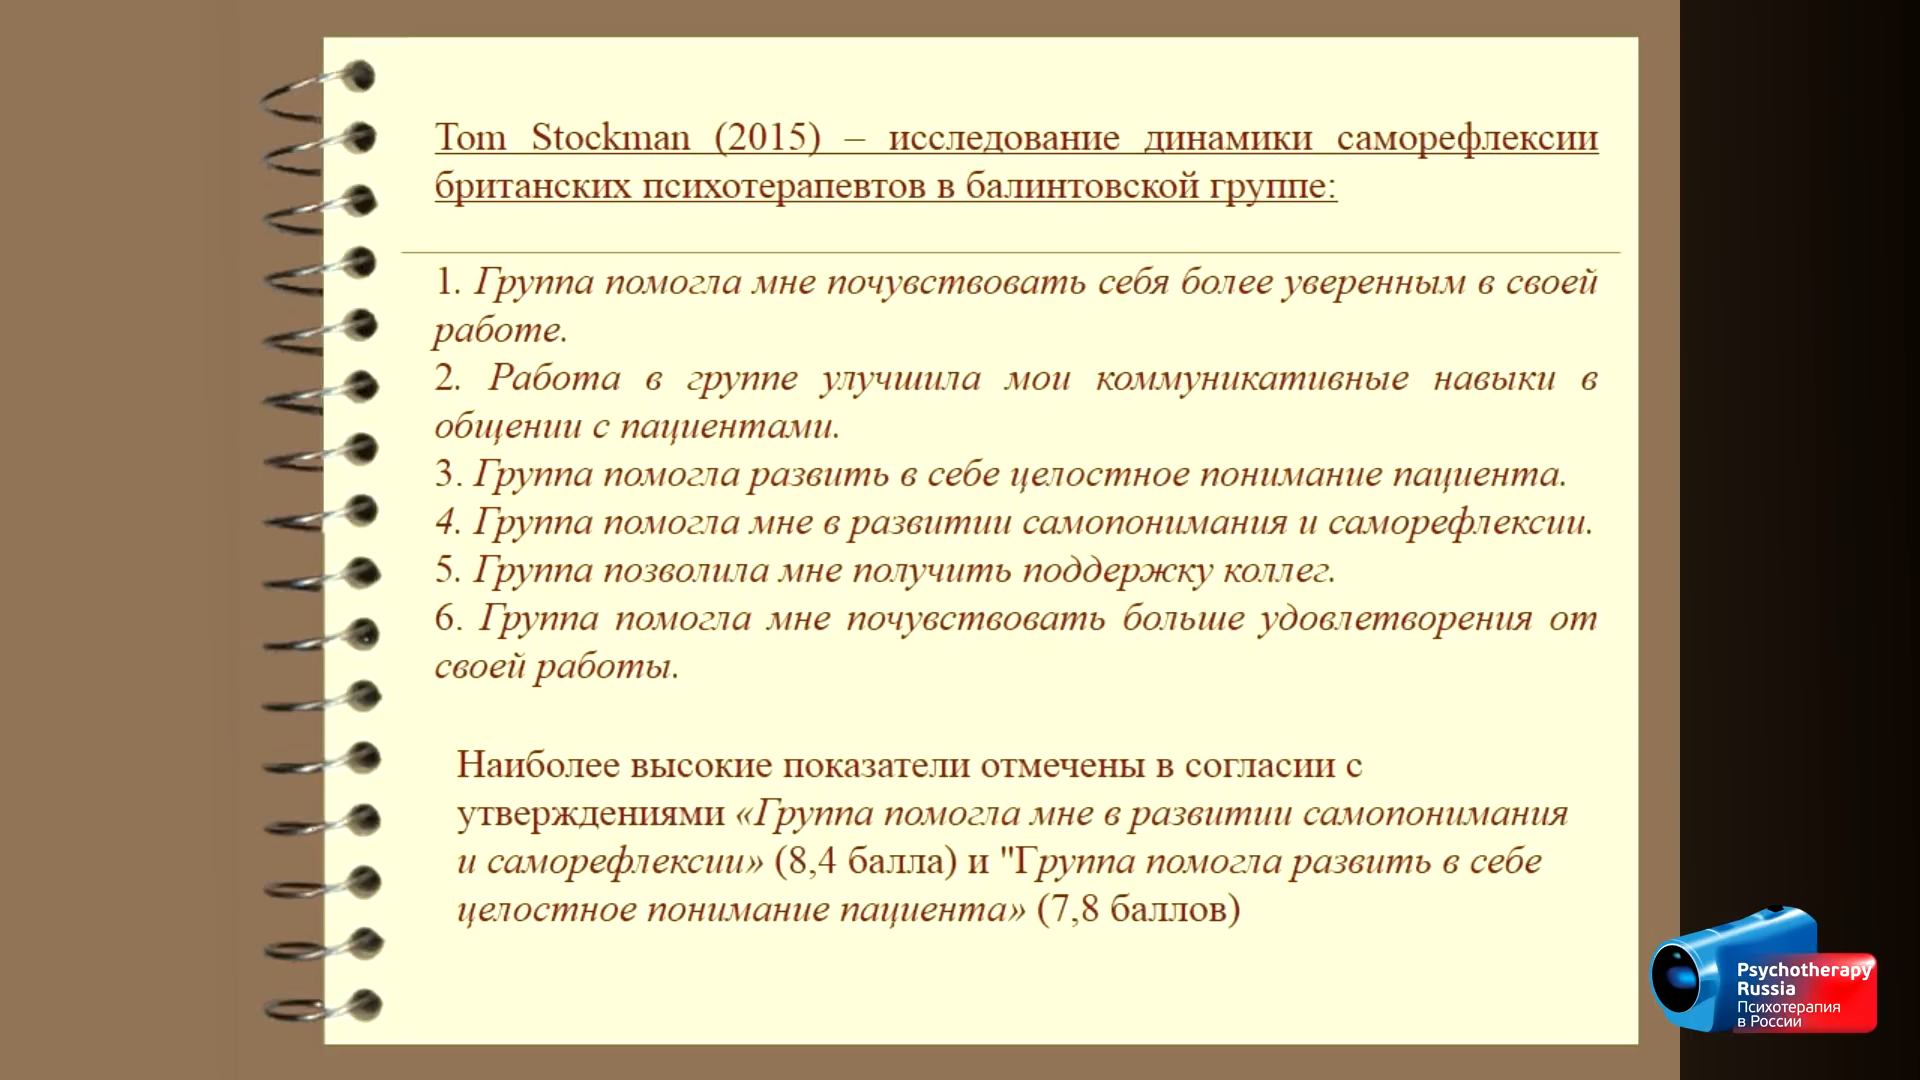 Tom Stockman (2015) – исследование динамики саморефлексии
британских психотерапевтов в балинтовской группе:
1. Группа помогла мне почувствовать себя более уверенным в своей
работе.
2. Работа в группе улучшила мои коммуникативные навыки в
общении с пациентами.
3. Группа помогла развить в себе целостное понимание пациента.
4. Группа помогла мне в развитии самопонимания и саморефлексии.
5. Группа позволила мне получить поддержку коллег.
6. Группа помогла мне почувствовать больше удовлетворения от
своей работы.
Наиболее высокие показатели отмечены в согласии с
утверждениями «Группа помогла мне в развитии самопонимания
и саморефлексии» (8,4 балла) и "Группа помогла развить в себе
целостное понимание пациента» (7,8 баллов)
Psychotherapy
Russia
Психотерапия
в России